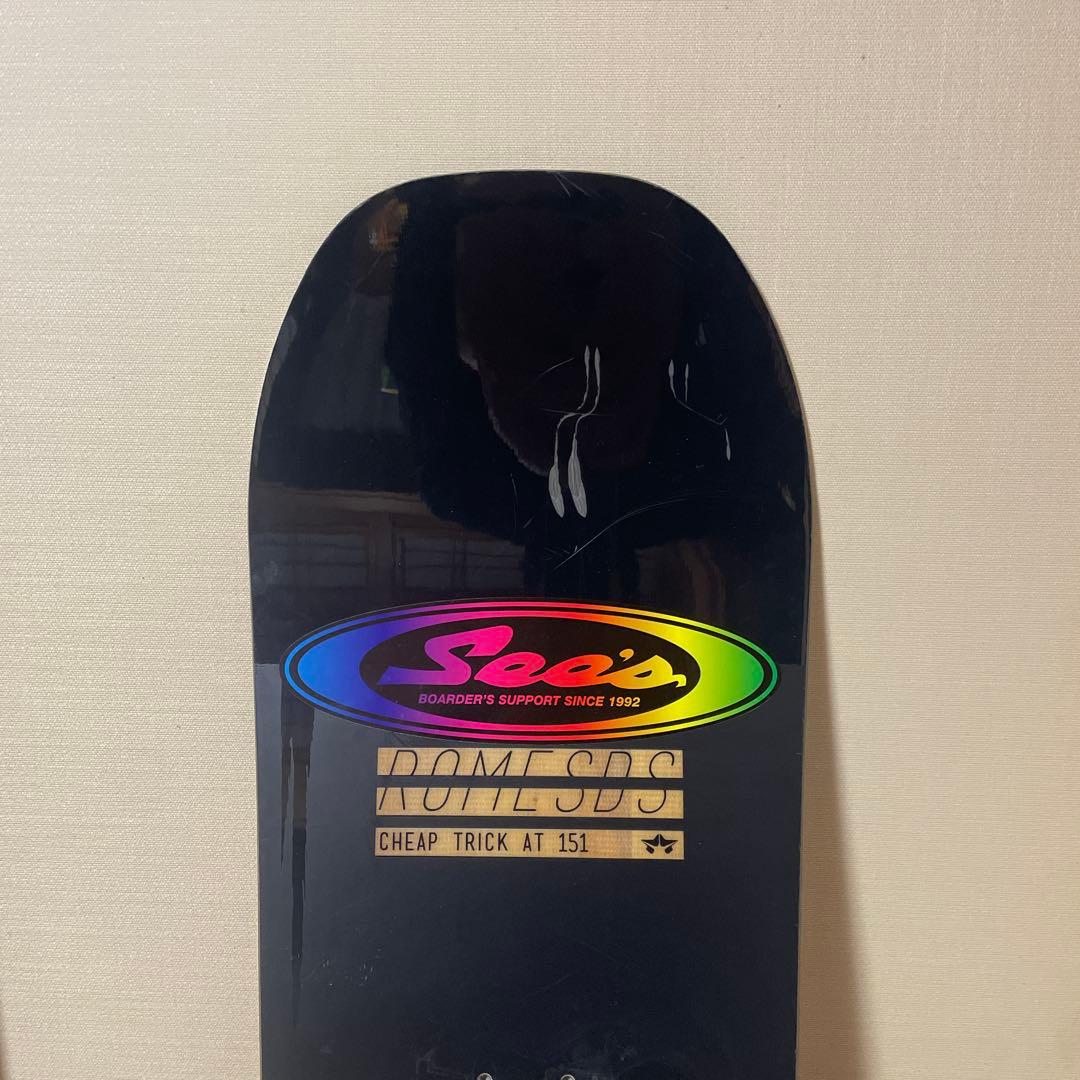 See's
BOARDER'S SUPPORT SINCE 1992
ROME SDS
CHEAP TRICK AT 151